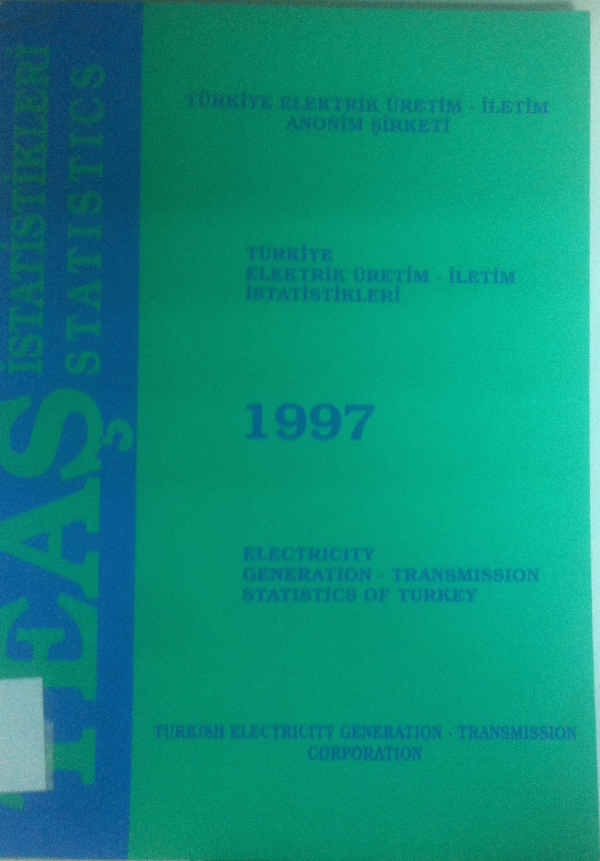 TÜRKİYE ELEKTRİK ÜRETİM - İLETİM
ANONİM ŞİRKETİ
TÜRKİYE
ELEKTRİK ÜRETİM - İLETİM
İSTATİSTİKLERİ
1997
ELECTRICITY
GENERATION - TRANSMISSION
STATISTICS OF TURKEY
TURKISH ELECTRICITY GENERATION - TRANSMISSION
CORPORATION
TEAŞ
İSTATİSTİKLERİ
STATISTICS